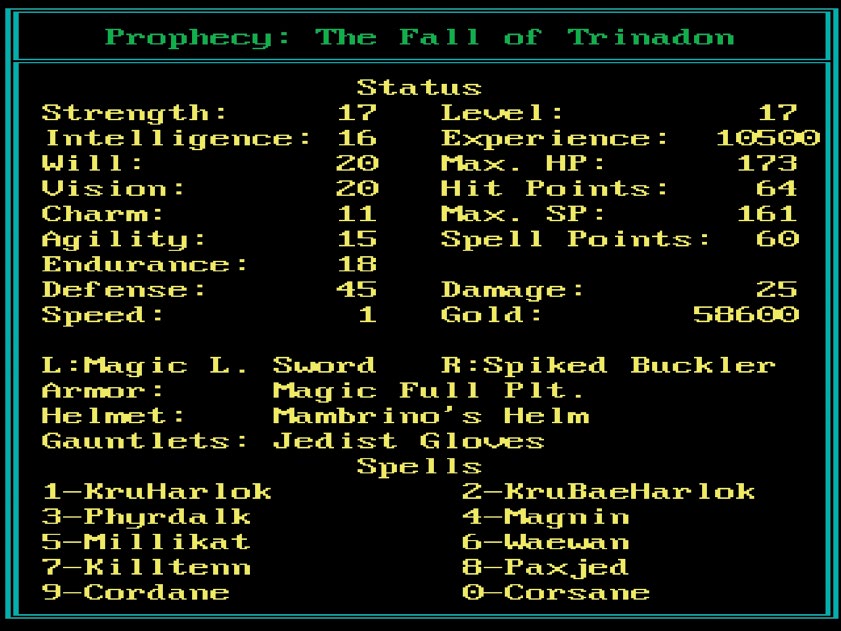 Prophecy: The Fall of Trinadon
Status
Strength: 17 Level: 17
Intelligence: 16 Experience: 10500
Will: 20 Max. HP: 173
Vision: 20 Hit Points: 64
Charm: 11 Max. SP: 161
Agility: 15 Spell Points: 60
Endurance: 18
Defense: 45 Damage: 25
Speed: 1 Gold: 58600
L:Magic L. Sword R:Spiked Buckler
Armor: Magic Full Plt.
Helmet: Mambrino's Helm
Gauntlets: Jedist Gloves
Spells
1-KruHarlok 2-KruBaeHarlok
3-Phyrdalk 4-Magnin
5-Millikat 6-Waewan
7-Killtenn 8-Paxjed
9-Cordane 0-Corsane